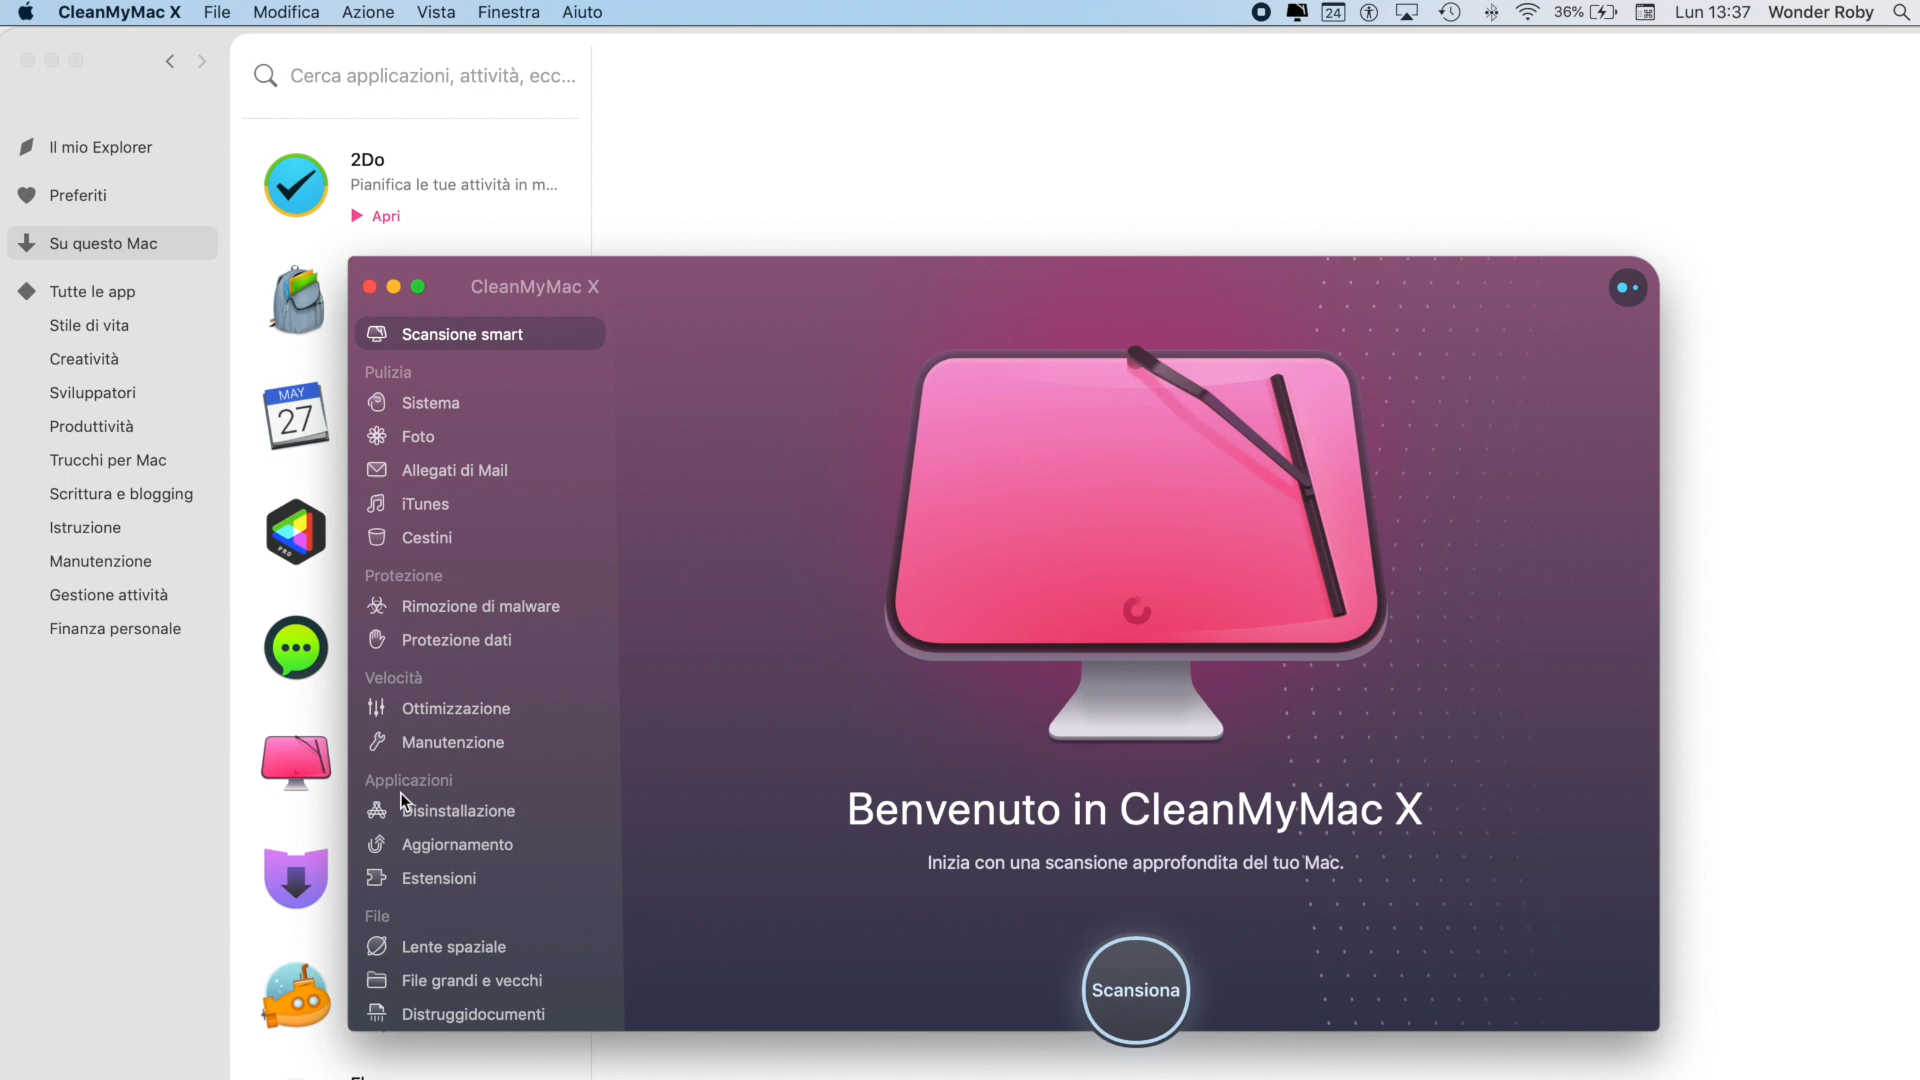 CleanMyMac X File Modifica Azione Vista Finestra Aiuto
24 36% Lun 13:37 Wonder Roby
Cerca applicazioni, attività, ecc...
Il mio Explorer
Preferiti
Su questo Mac
Tutte le app
Stile di vita
Creatività
Sviluppatori
Produttività
Trucchi per Mac
Scrittura e blogging
Istruzione
Manutenzione
Gestione attività
Finanza personale
2Do
Pianifica le tue attività in m...
Apri
MAY
27
PRO
CleanMyMac X
Scansione smart
Pulizia
Sistema
Foto
Allegati di Mail
iTunes
Cestini
Protezione
Rimozione di malware
Protezione dati
Velocità
Ottimizzazione
Manutenzione
Applicazioni
Disinstallazione
Aggiornamento
Estensioni
File
Lente spaziale
File grandi e vecchi
Distruggidocumenti
Benvenuto in CleanMyMac X
Inizia con una scansione approfondita del tuo Mac.
Scansiona